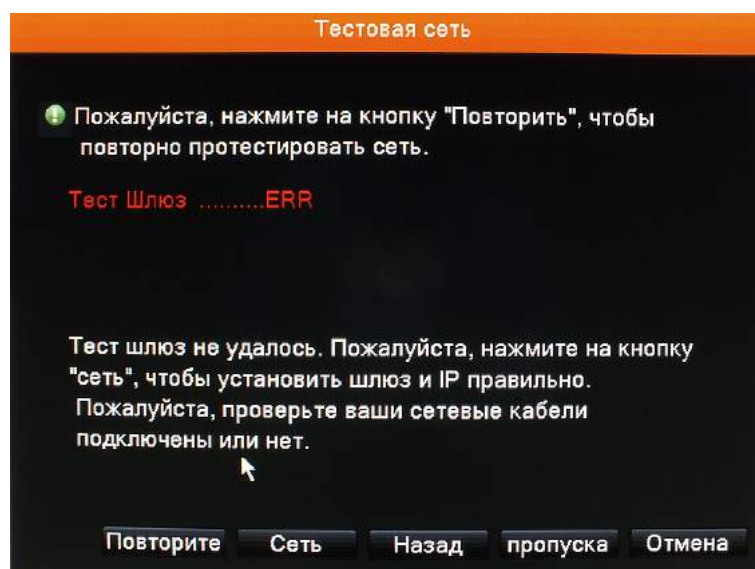 Тестовая сеть
Пожалуйста, нажмите на кнопку "Повторить", чтобы
повторно протестировать сеть.
Тест Шлюз ..........ERR
Тест шлюз не удалось. Пожалуйста, нажмите на кнопку
"сеть", чтобы установить шлюз и IP правильно.
Пожалуйста, проверьте ваши сетевые кабели
подключены или нет.
Повторите Сеть Назад пропуска Отмена